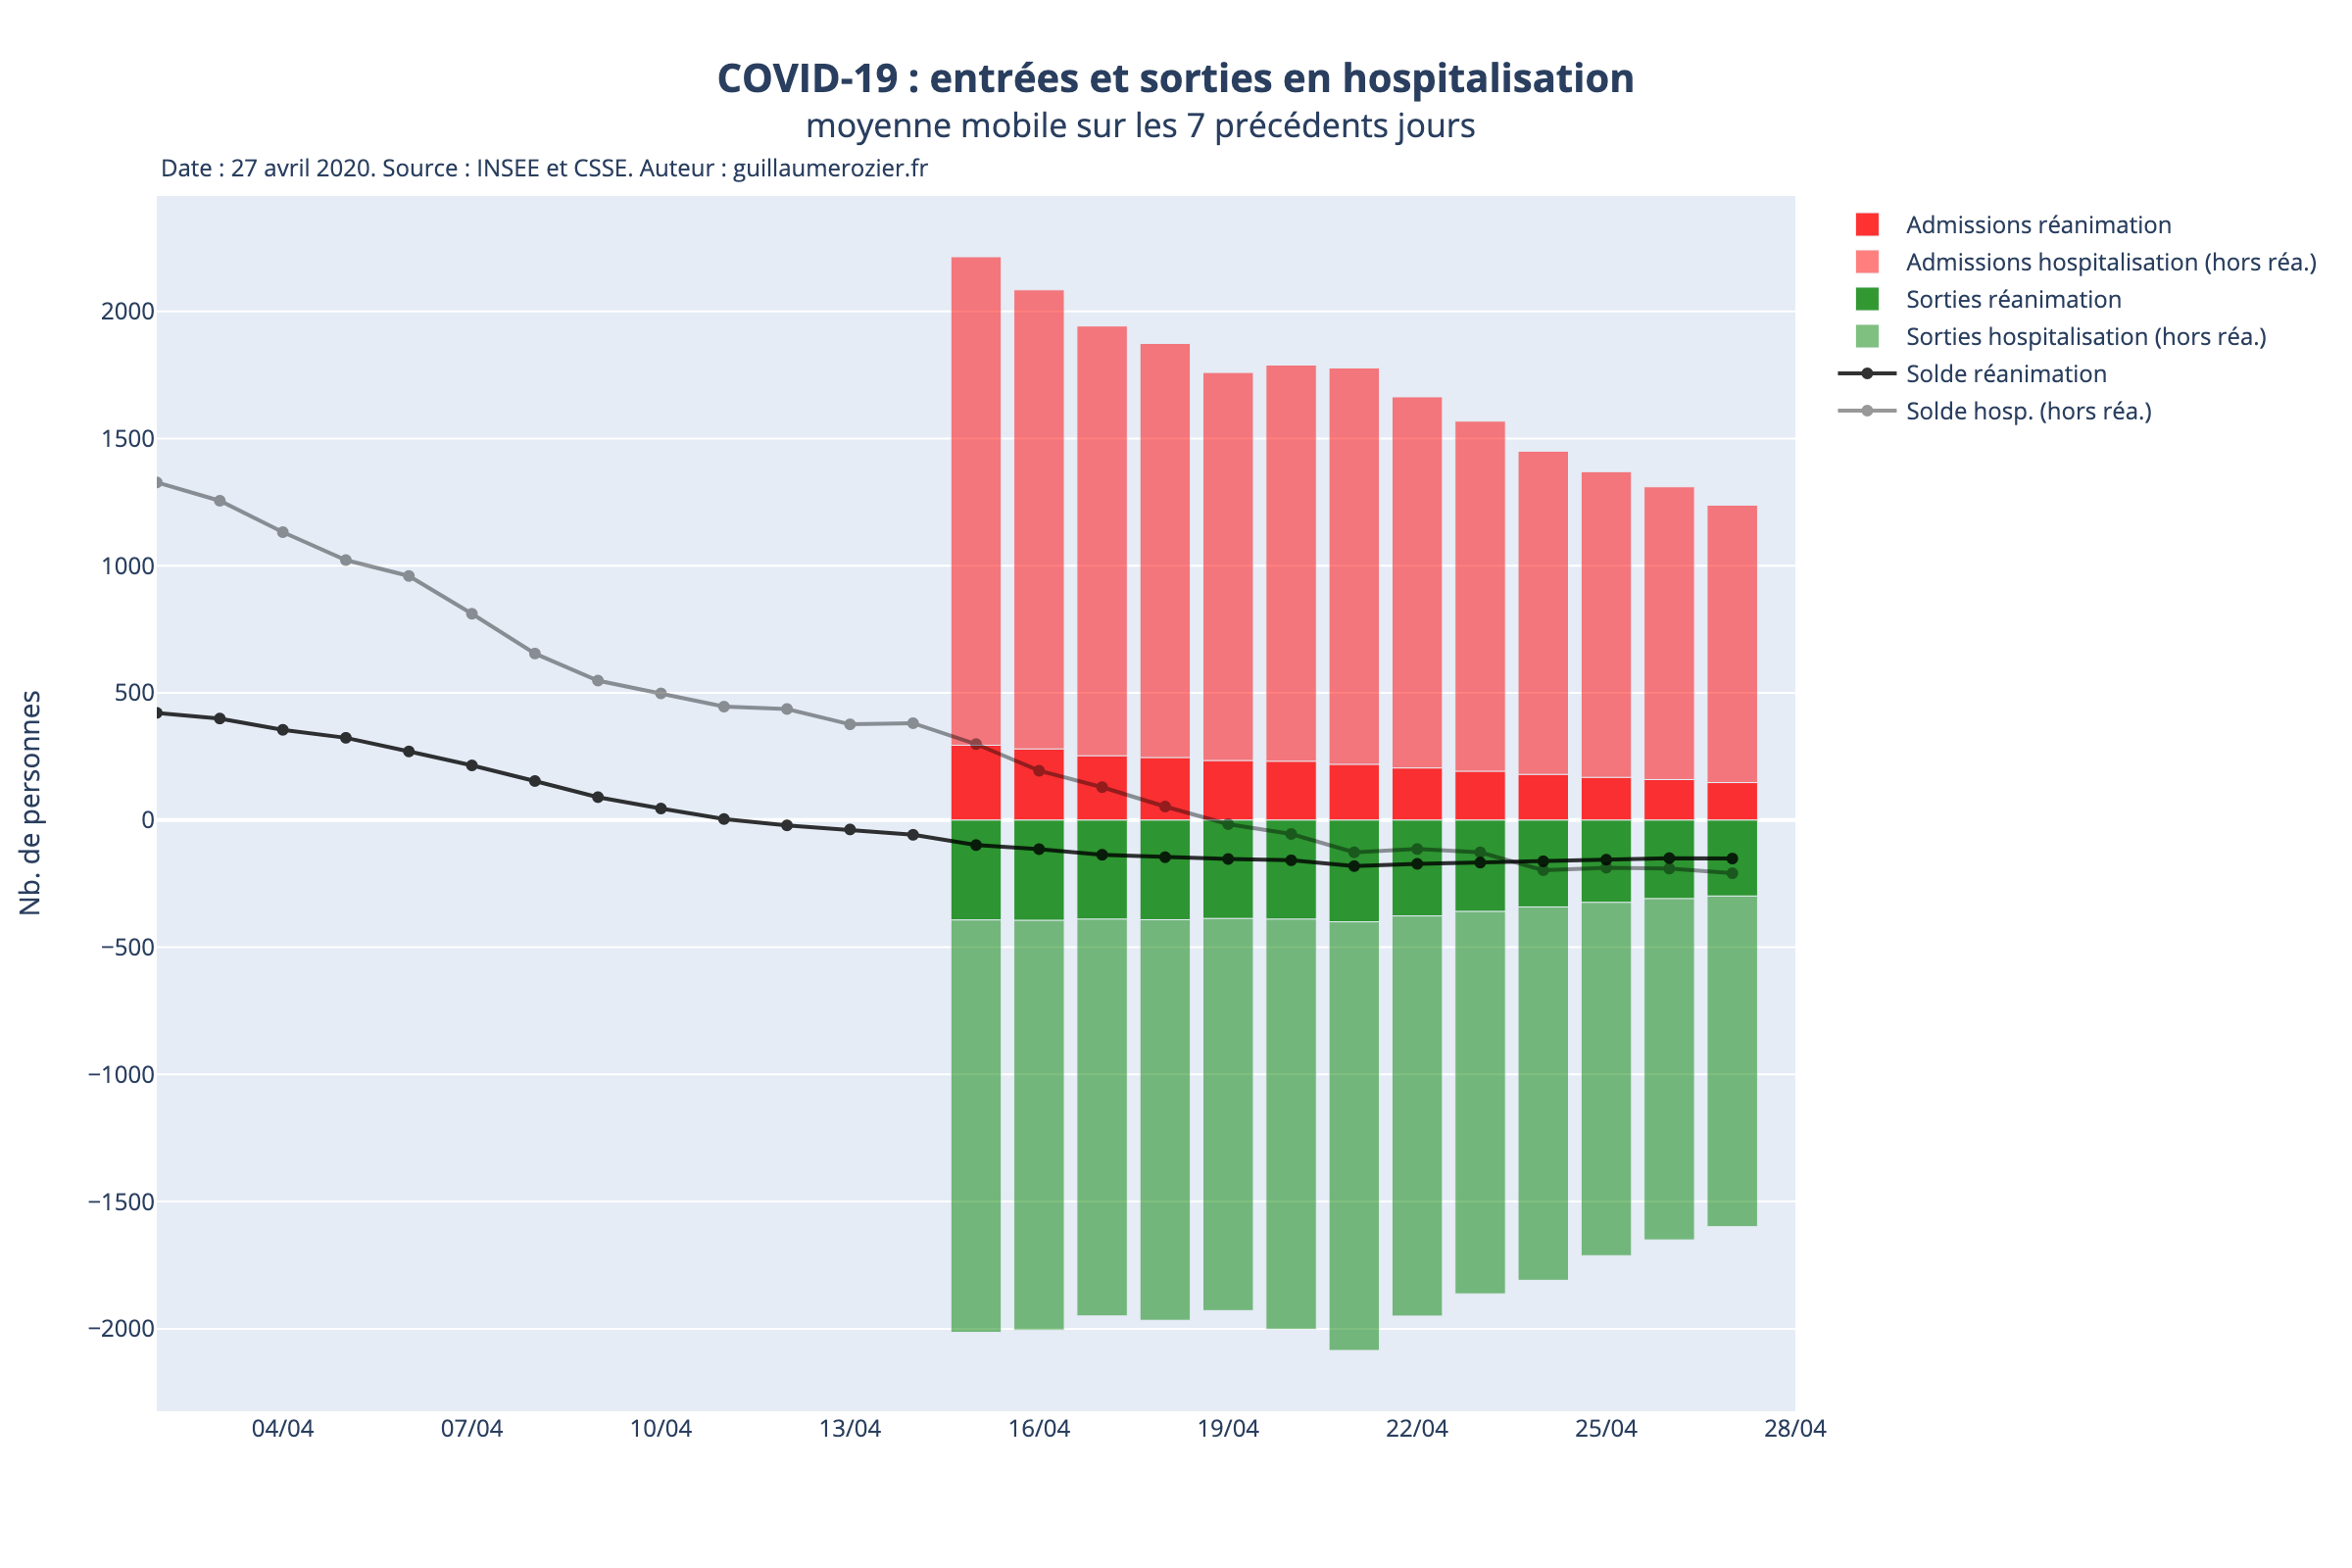 COVID-19 : entrées et sorties en hospitalisation
moyenne mobile sur les 7 précédents jours
Date : 27 avril 2020. Source : INSEE et CSSE. Auteur : guillaumerozier.fr
Admissions réanimation
Admissions hospitalisation (hors réa.)
Sorties réanimation
Sorties hospitalisation (hors réa.)
Solde réanimation
Solde hosp. (hors réa.)
Nb. de personnes
2000
1500
1000
500
0
−500
−1000
−1500
−2000
04/04 07/04 10/04 13/04 16/04 19/04 22/04 25/04 28/04